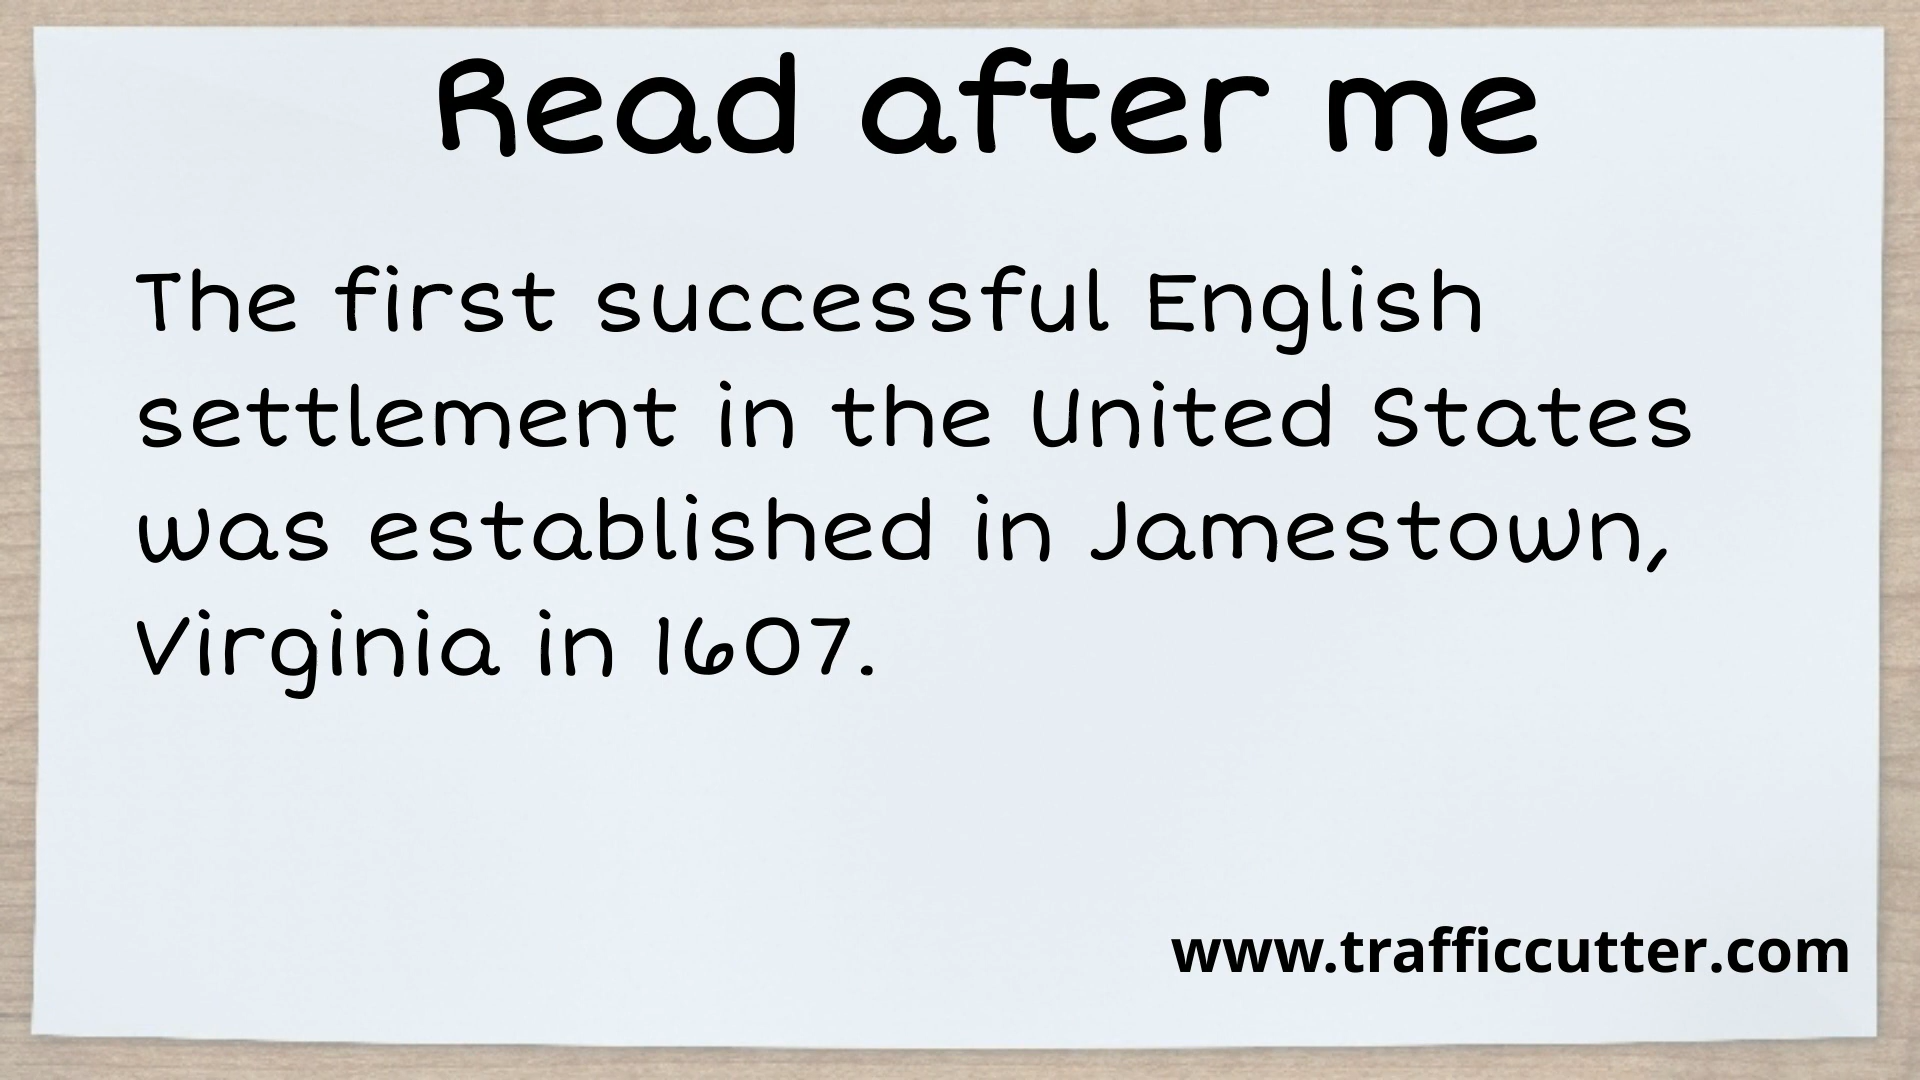 Read after me
The first successful English
settlement in the United States
was established in Jamestown,
Virginia in 1607.
www.trafficcutter.com